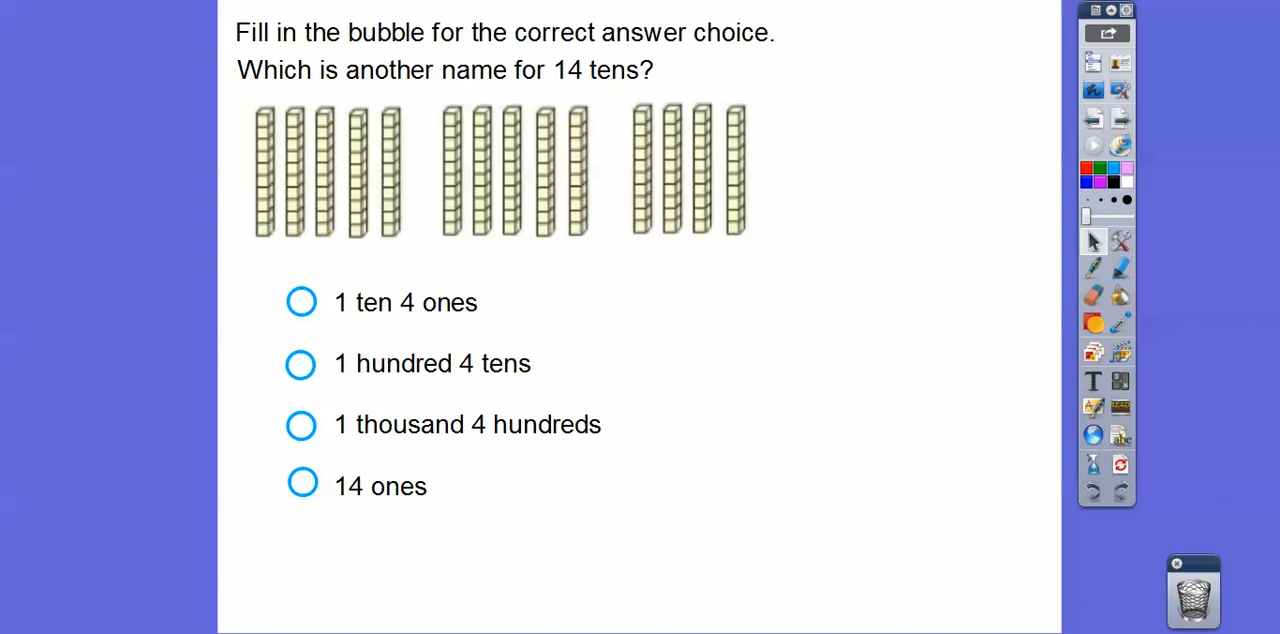 Fill in the bubble for the correct answer choice.
Which is another name for 14 tens?
1 ten 4 ones
1 hundred 4 tens
1 thousand 4 hundreds
14 ones